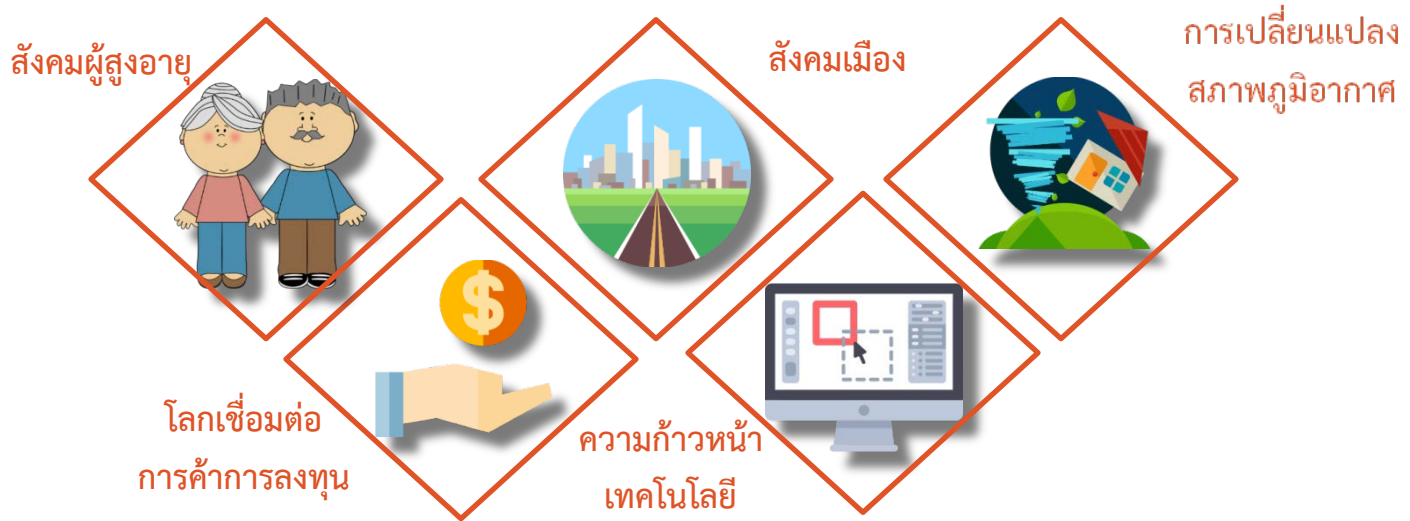 สังคมผู้สูงอายุ
สังคมเมือง
การเปลี่ยนแปลง
สภาพภูมิอากาศ
$
โลกเชื่อมต่อ
การค้าการลงทุน
ความก้าวหน้า
เทคโนโลยี